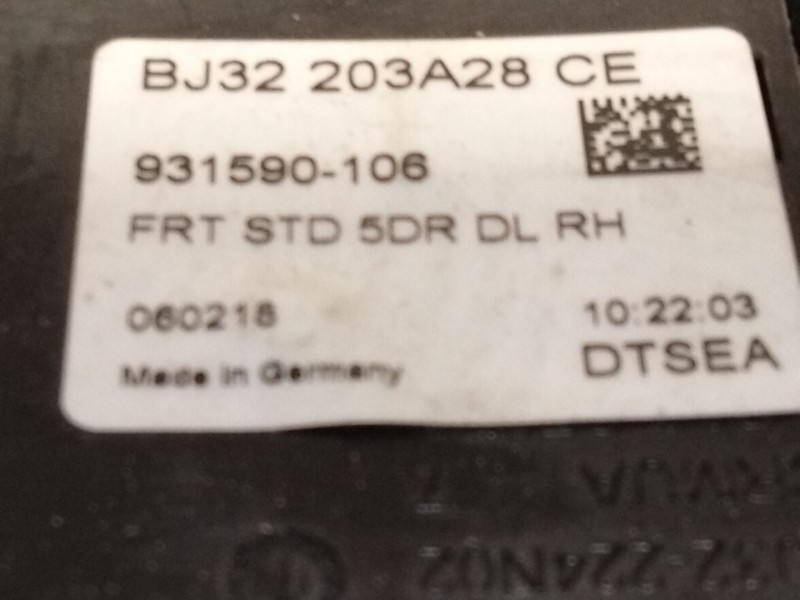 BJ32 203A28 CE
931590-106
FRT STD 5DR DL RH
060218 10:22:03
Made in Germany DTSEA